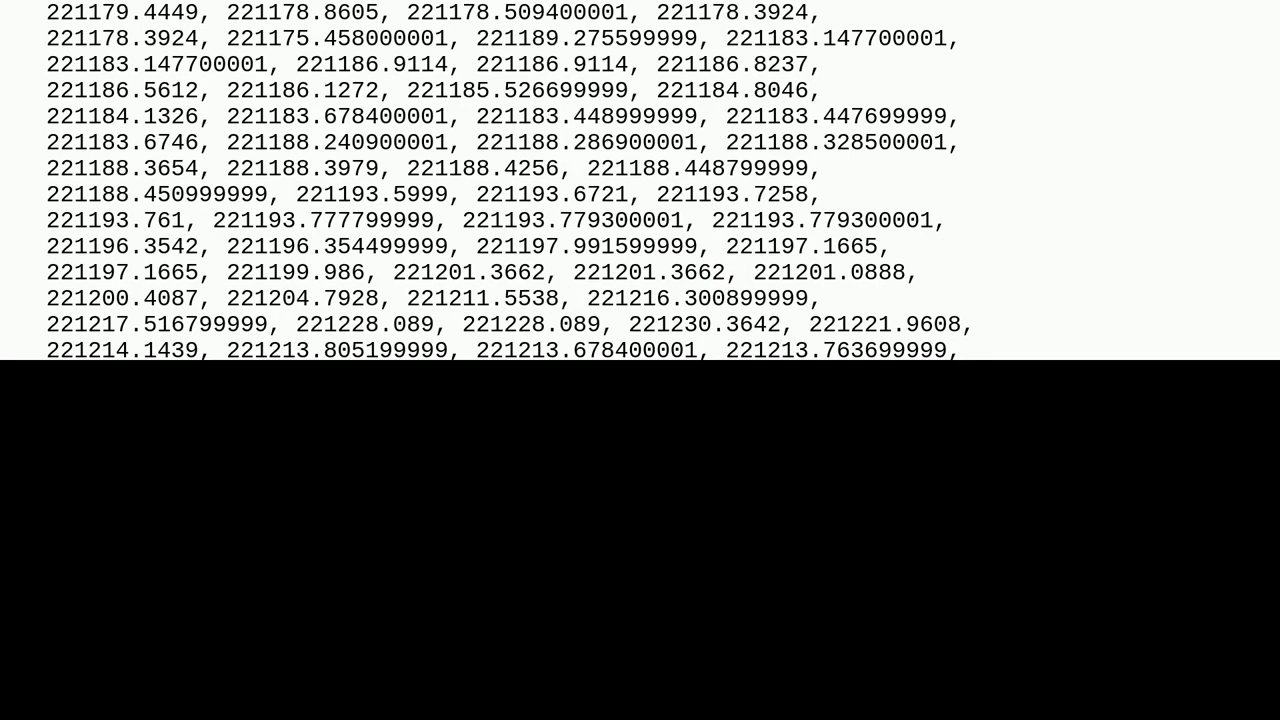 221179.4449, 221178.8605, 221178.509400001, 221178.3924,
221178.3924, 221175.458000001, 221189.275599999, 221183.147700001,
221183.147700001, 221186.9114, 221186.9114, 221186.8237,
221186.5612, 221186.1272, 221185.526699999, 221184.8046,
221184.1326, 221183.678400001, 221183.448999999, 221183.447699999,
221183.6746, 221188.240900001, 221188.286900001, 221188.328500001,
221188.3654, 221188.3979, 221188.4256, 221188.448799999,
221188.450999999, 221193.5999, 221193.6721, 221193.7258,
221193.761, 221193.777799999, 221193.779300001, 221193.779300001,
221196.3542, 221196.354499999, 221197.991599999, 221197.1665,
221197.1665, 221199.986, 221201.3662, 221201.3662, 221201.0888,
221200.4087, 221204.7928, 221211.5538, 221216.300899999,
221217.516799999, 221228.089, 221228.089, 221230.3642, 221221.9608,
221214.1439, 221213.805199999, 221213.678400001, 221213.763699999,